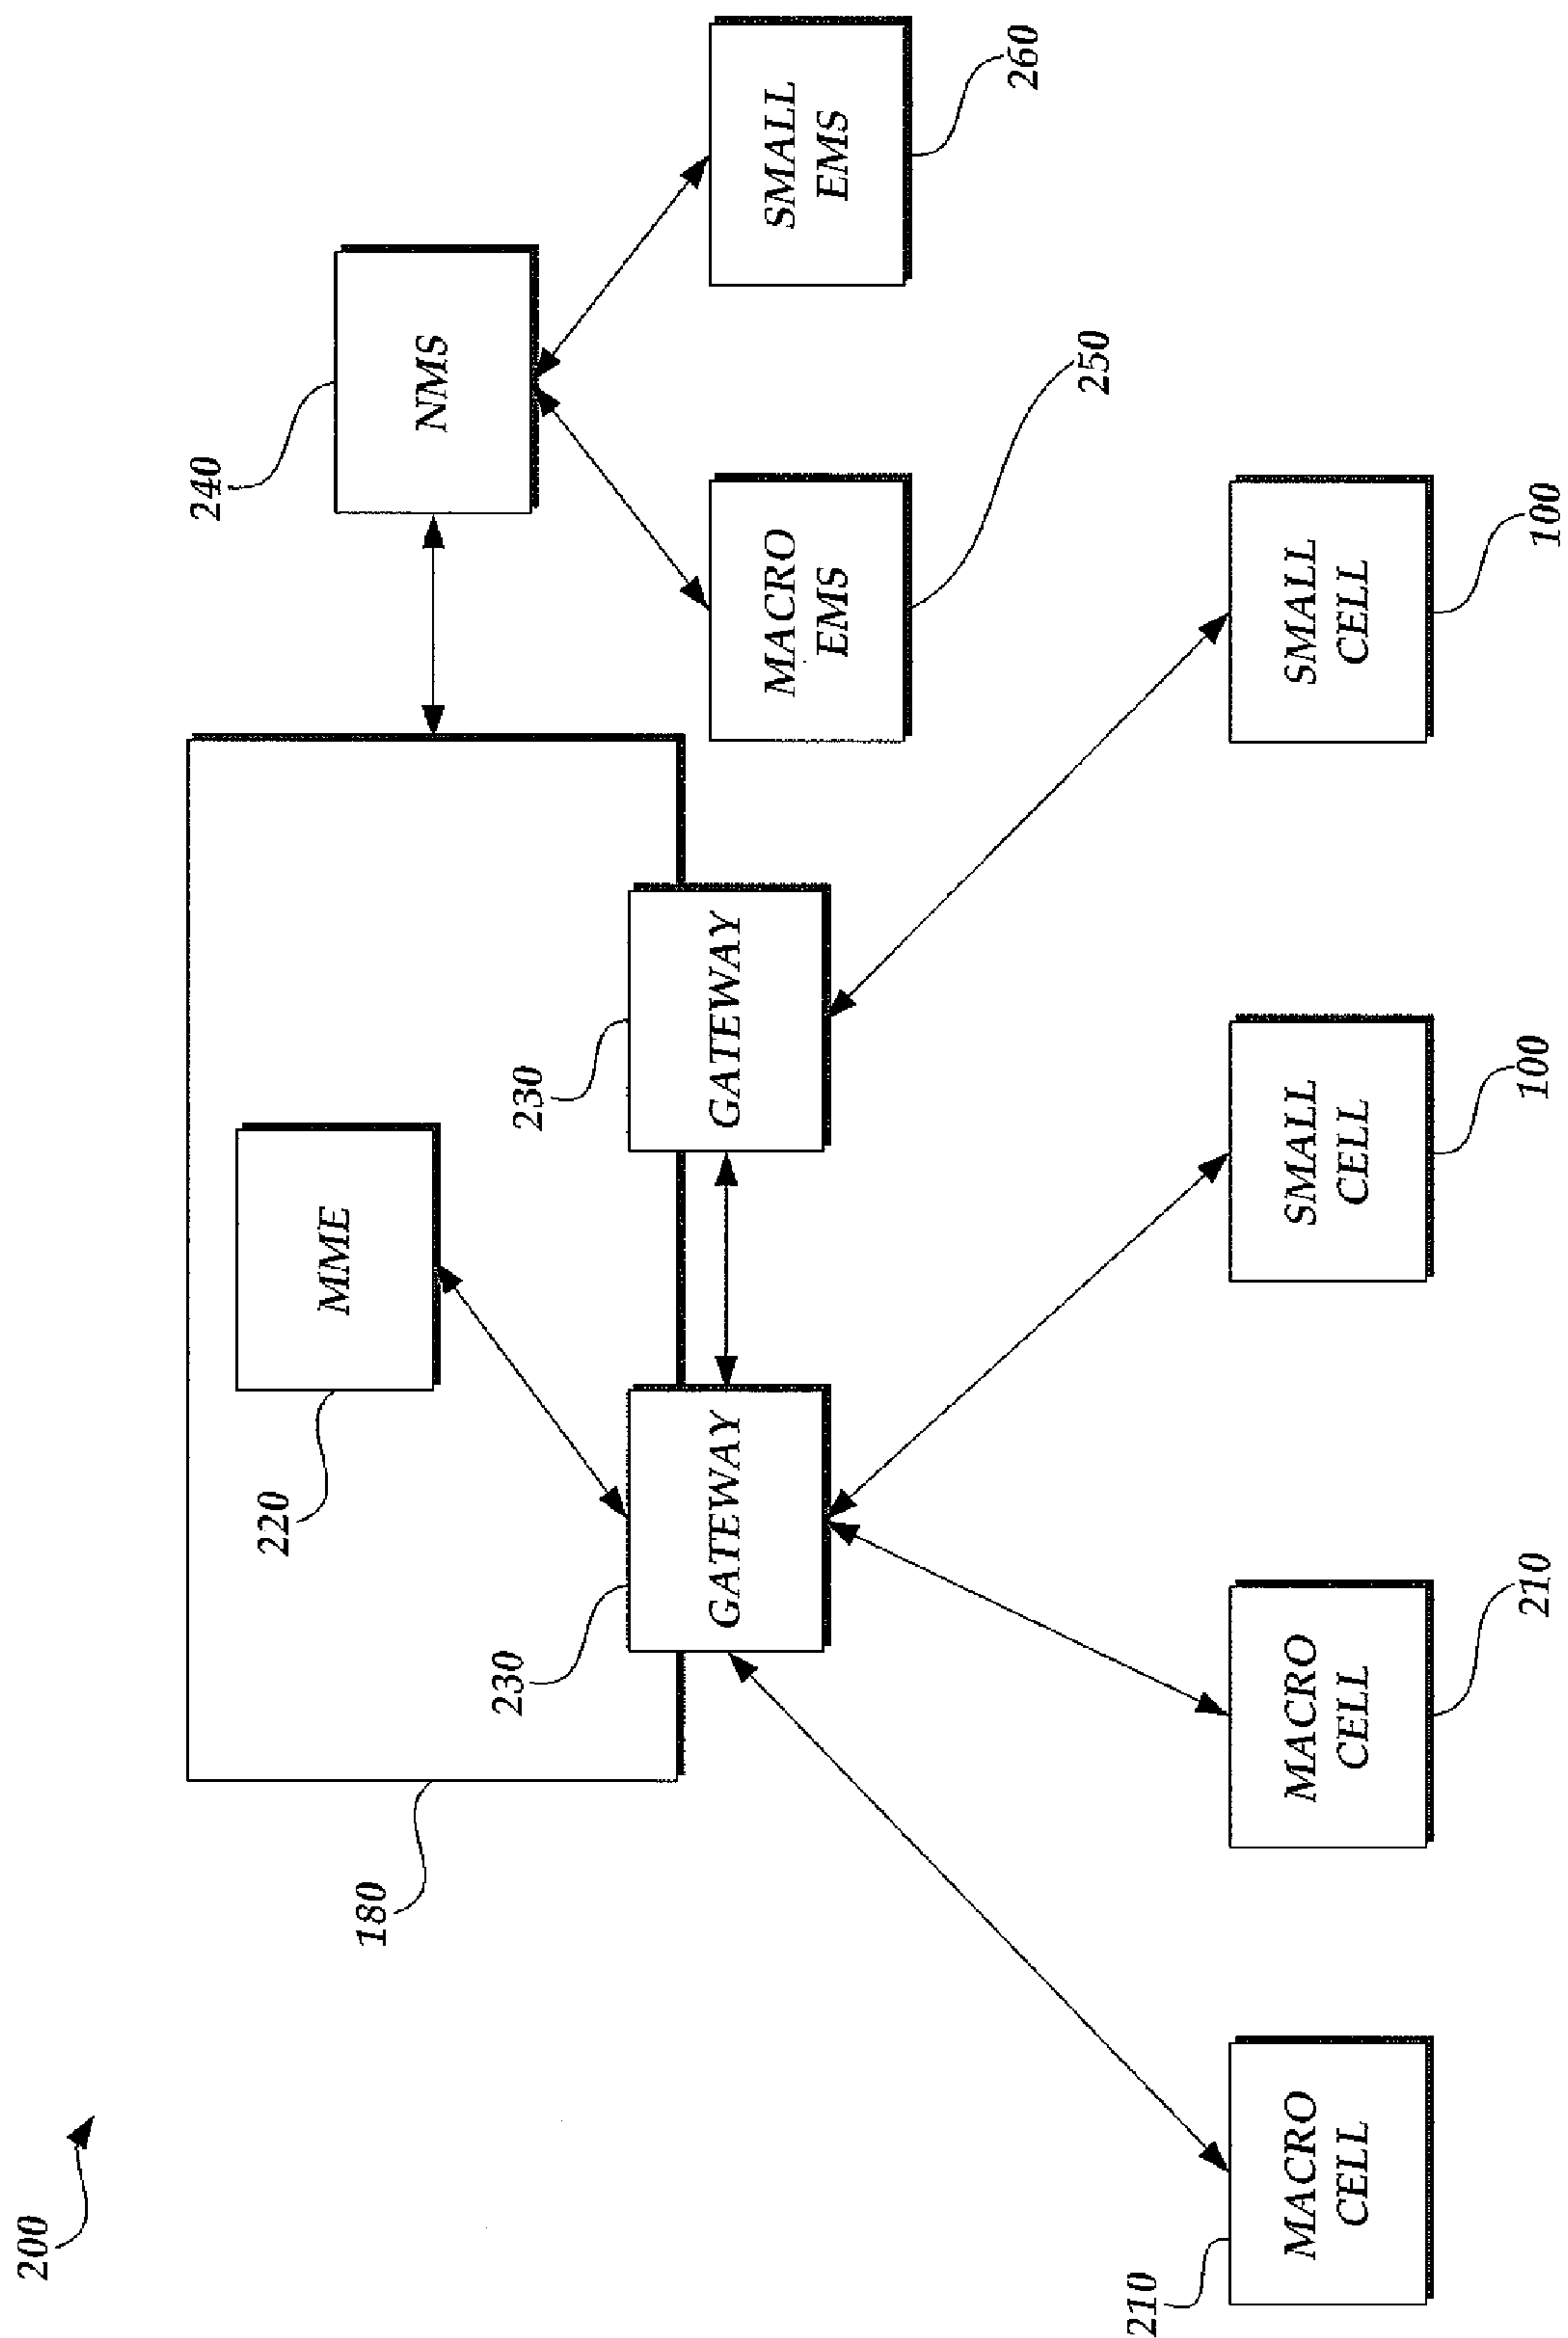 200
240
220
MME
180
NMS
230
230
GATEWAY
GATEWAY
MACRO
EMS
SMALL
EMS
260
250
210
MACRO
CELL
MACRO
CELL
SMALL
CELL
SMALL
CELL
210
100
100